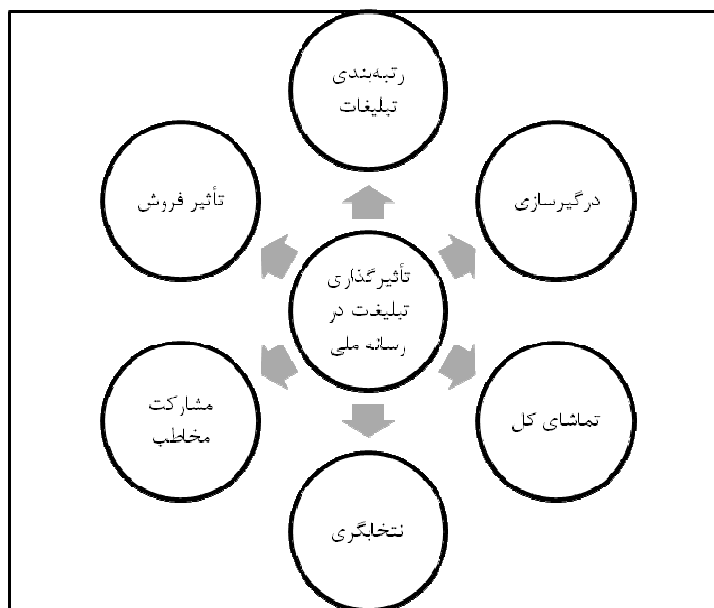 رتبه‌بندی
تبلیغات
تأثیر فروش
درگیرسازی
تأثیرگذاری
تبلیغت در
رسانه ملی
مشارکت
مخاطب
تماشای کل
نتخابگری